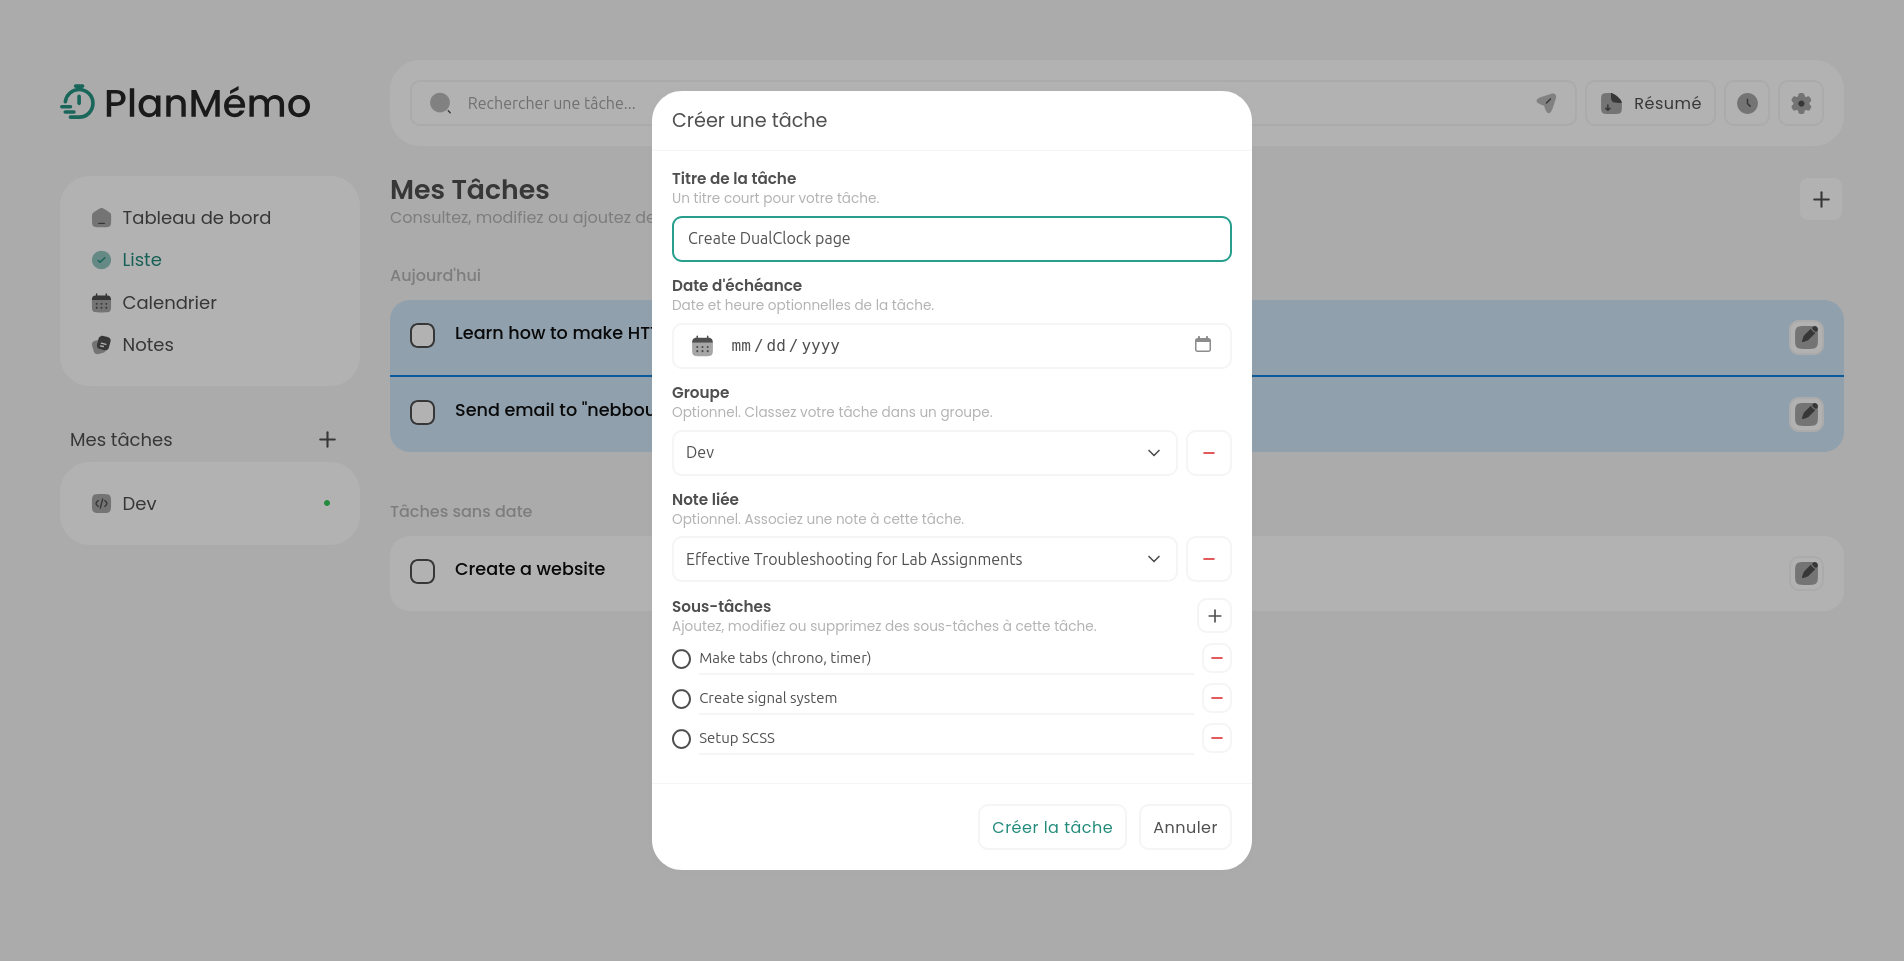 PlanMémo
Rechercher une tâche...
Résumé
Tableau de bord
Liste
Calendrier
Notes
Mes tâches
Dev
Mes Tâches
Consultez, modifiez ou ajoutez de
Aujourd'hui
Learn how to make
Send email to "nebbou
Tâches sans date
Create a website
Créer une tâche
Titre de la tâche
Un titre court pour votre tâche.
Create DualClock page
Date d'échéance
Date et heure optionnelles de la tâche.
mm/dd/yyyy
Groupe
Optionnel. Classez votre tâche dans un groupe.
Dev
Note liée
Optionnel. Associez une note à cette tâche.
Effective Troubleshooting for Lab Assignments
Sous-tâches
Ajoutez, modifiez ou supprimez des sous-tâches à cette tâche.
Make tabs (chrono, timer)
Create signal system
Setup SCSS
Créer la tâche
Annuler